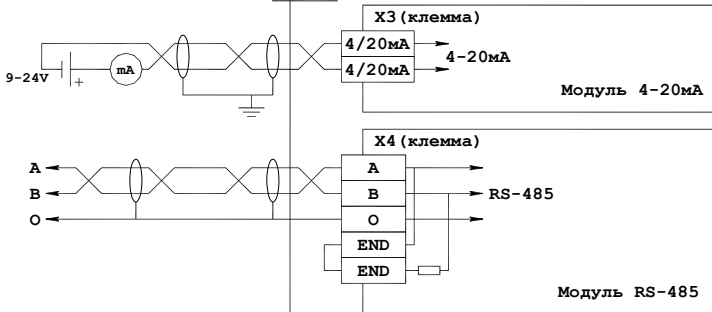 X3(клемма)
4/20мА
4/20мА
4-20мА
9-24V
+
mA
Модуль 4-20мА
X4(клемма)
A
A
B
B
RS-485
O
O
END
END
Модуль RS-485